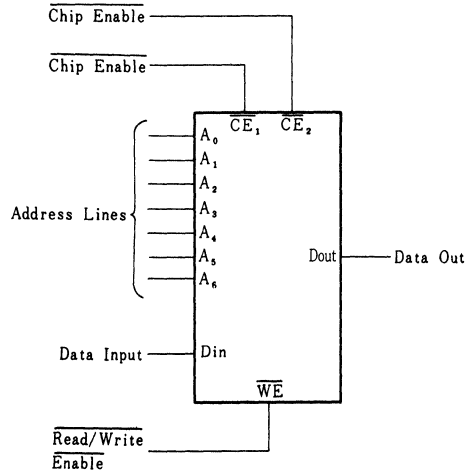 Chip Enable
Chip Enable
CE₁ CE₂
A₀
A₁
A₂
A₃
Address Lines
A₄
A₅
Dout Data Out
A₆
Data Input Din
WE
Read/Write
Enable